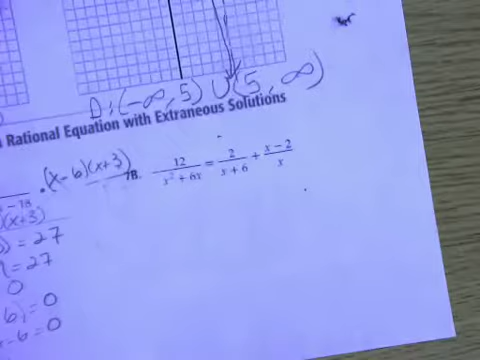 D: (-∞, 5) ∪ (5, ∞)
Rational Equation with Extraneous Solutions
• (x-6)(x+3)
7B. 12/(x² + 6x) = 2/(x + 6) + (x - 2)/x
- 18
(x+3)
) = 27
= 27
0
6) = 0
x-6 = 0